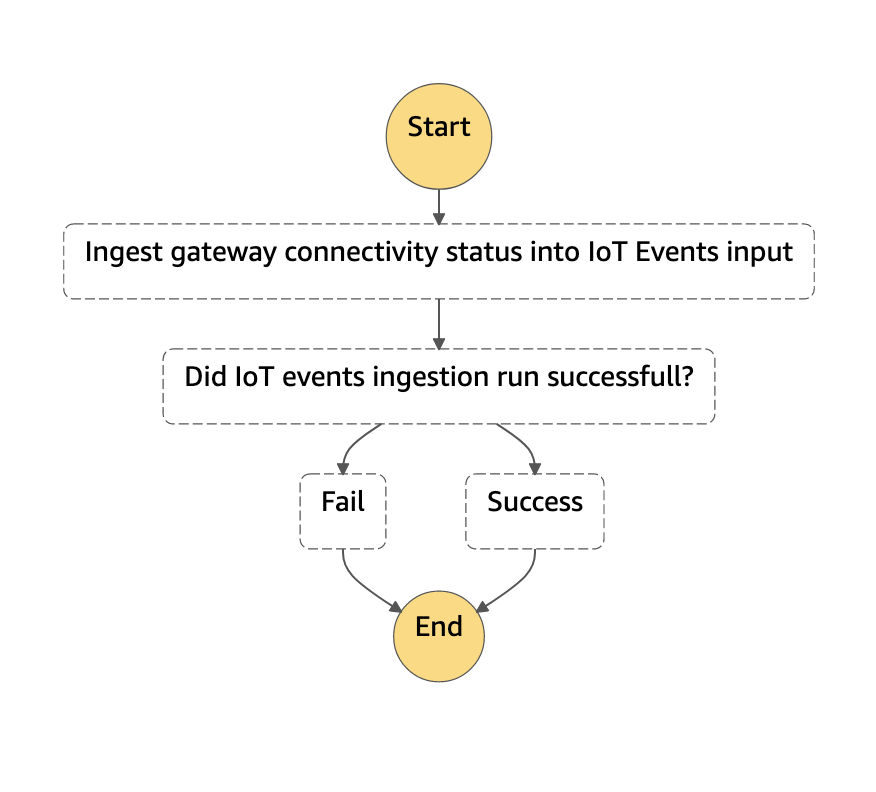 Start
Ingest gateway connectivity status into IoT Events input
Did IoT events ingestion run successfull?
Fail
Success
End